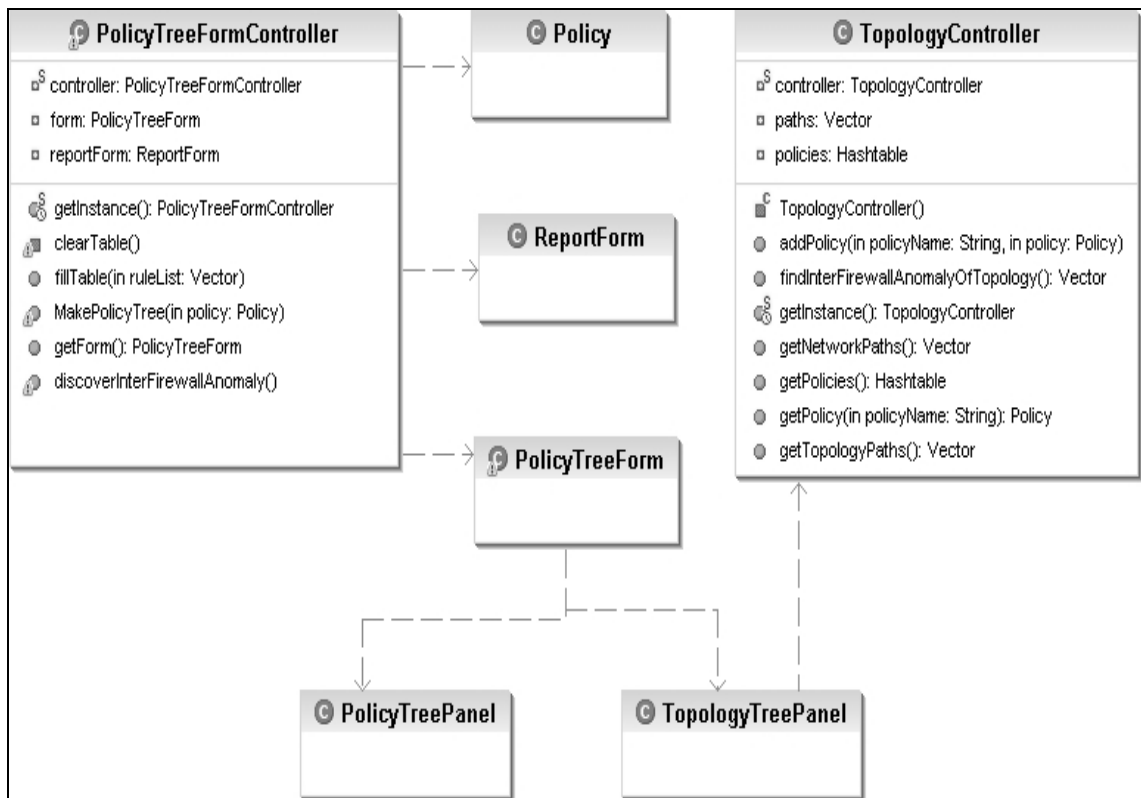 PolicyTreeFormController
controller: PolicyTreeFormController
form: PolicyTreeForm
reportForm: ReportForm
getInstance(): PolicyTreeFormController
clearTable()
fillTable(in ruleList: Vector)
MakePolicyTree(in policy: Policy)
getForm(): PolicyTreeForm
discoverInterFirewallAnomaly()
Policy
ReportForm
PolicyTreeForm
TopologyController
controller: TopologyController
paths: Vector
policies: Hashtable
TopologyController()
addPolicy(in policyName: String, in policy: Policy)
findInterFirewallAnomalyOfTopology(): Vector
getInstance(): TopologyController
getNetworkPaths(): Vector
getPolicies(): Hashtable
getPolicy(in policyName: String): Policy
getTopologyPaths(): Vector
PolicyTreePanel
TopologyTreePanel